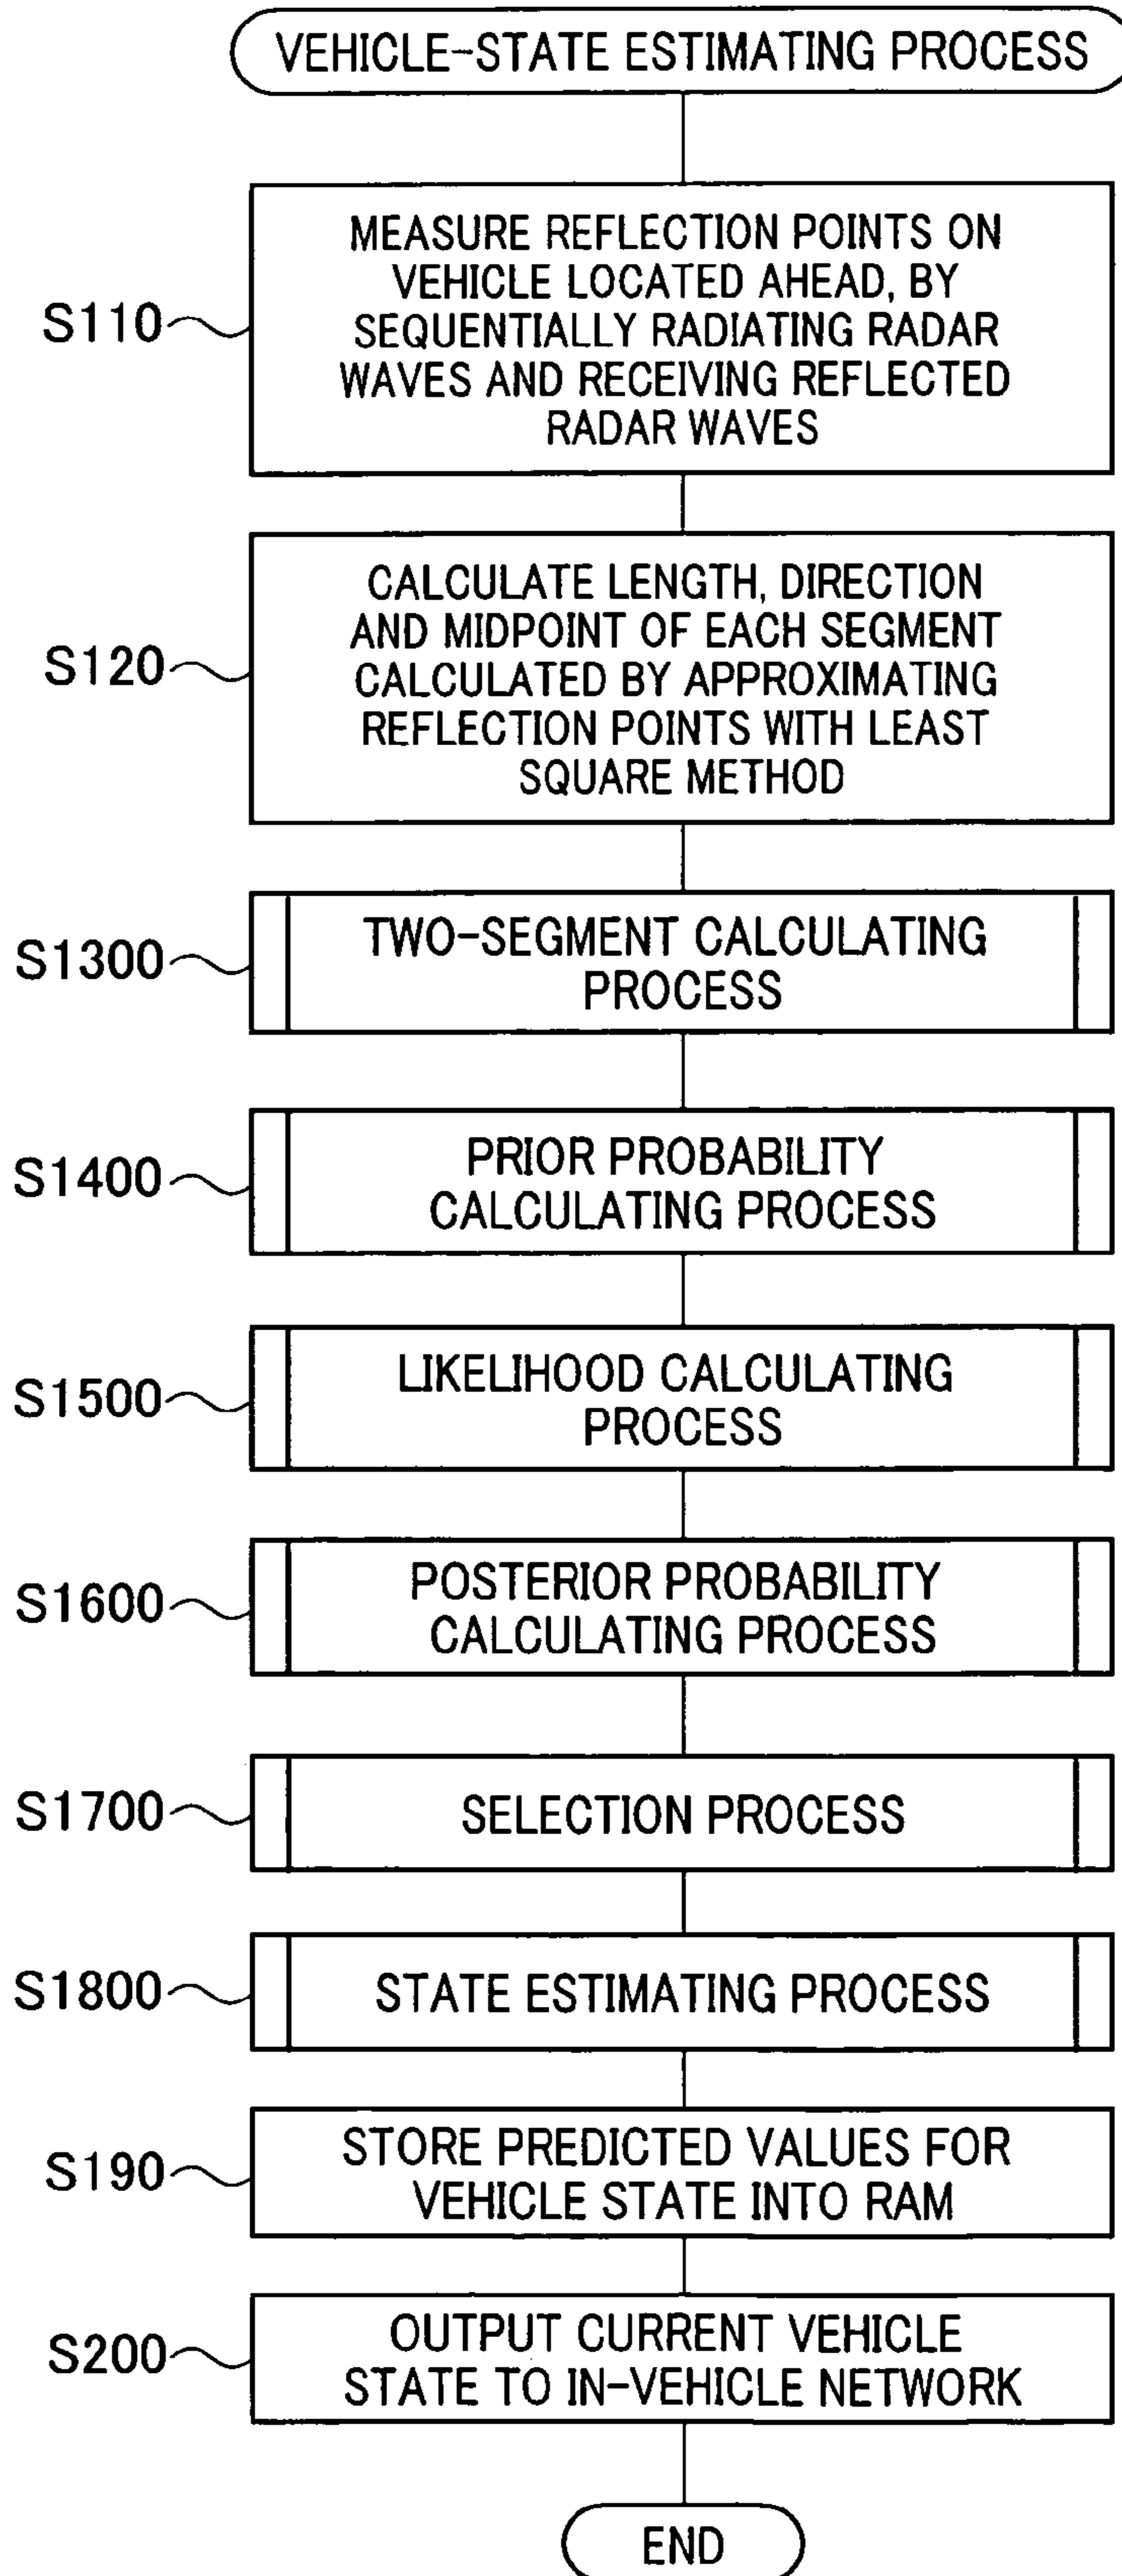 VEHICLE-STATE ESTIMATING PROCESS
S110
MEASURE REFLECTION POINTS ON
VEHICLE LOCATED AHEAD, BY
SEQUENTIALLY RADIATING RADAR
WAVES AND RECEIVING REFLECTED
RADAR WAVES
S120
CALCULATE LENGTH, DIRECTION
AND MIDPOINT OF EACH SEGMENT
CALCULATED BY APPROXIMATING
REFLECTION POINTS WITH LEAST
SQUARE METHOD
S1300
TWO-SEGMENT CALCULATING
PROCESS
S1400
PRIOR PROBABILITY
CALCULATING PROCESS
S1500
LIKELIHOOD CALCULATING
PROCESS
S1600
POSTERIOR PROBABILITY
CALCULATING PROCESS
S1700
SELECTION PROCESS
S1800
STATE ESTIMATING PROCESS
S190
STORE PREDICTED VALUES FOR
VEHICLE STATE INTO RAM
S200
OUTPUT CURRENT VEHICLE
STATE TO IN-VEHICLE NETWORK
END